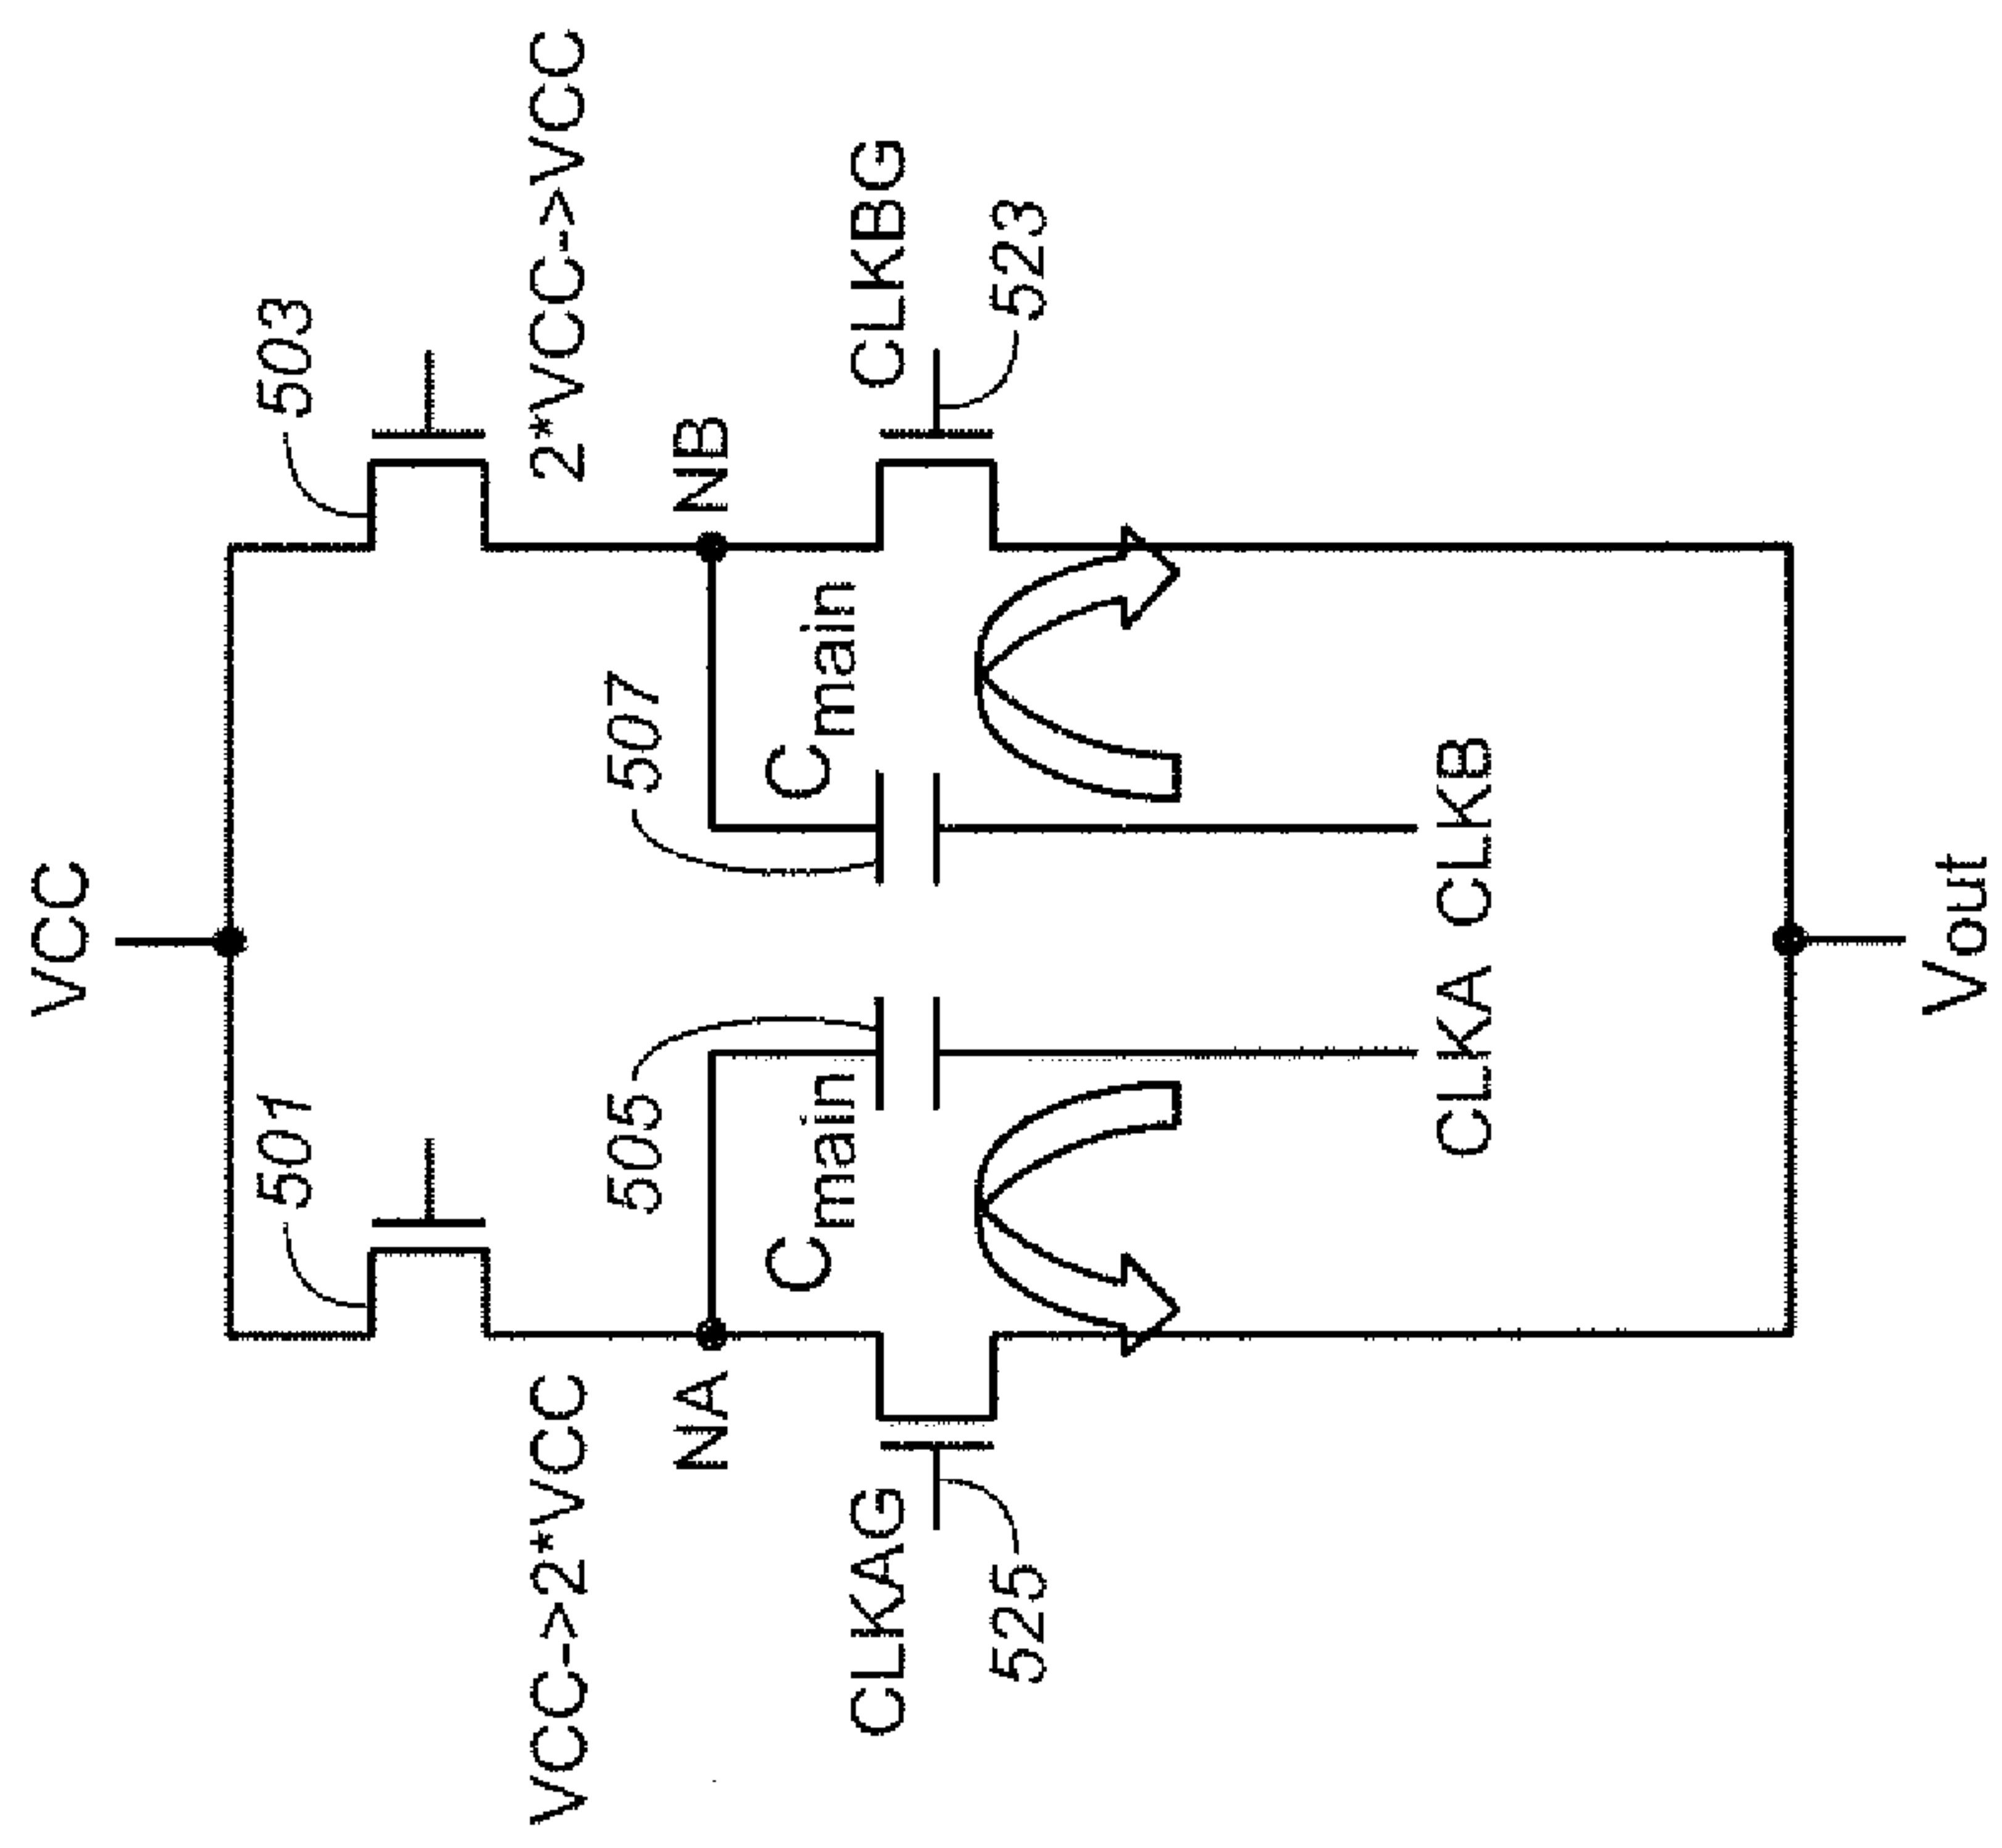 VCC
501
503
VCC->2*VCC
2*VCC->VCC
NA
505
507
NB
Cmain
Cmain
CLKAG
CLKBG
525
523
CLKA CLKB
Vout